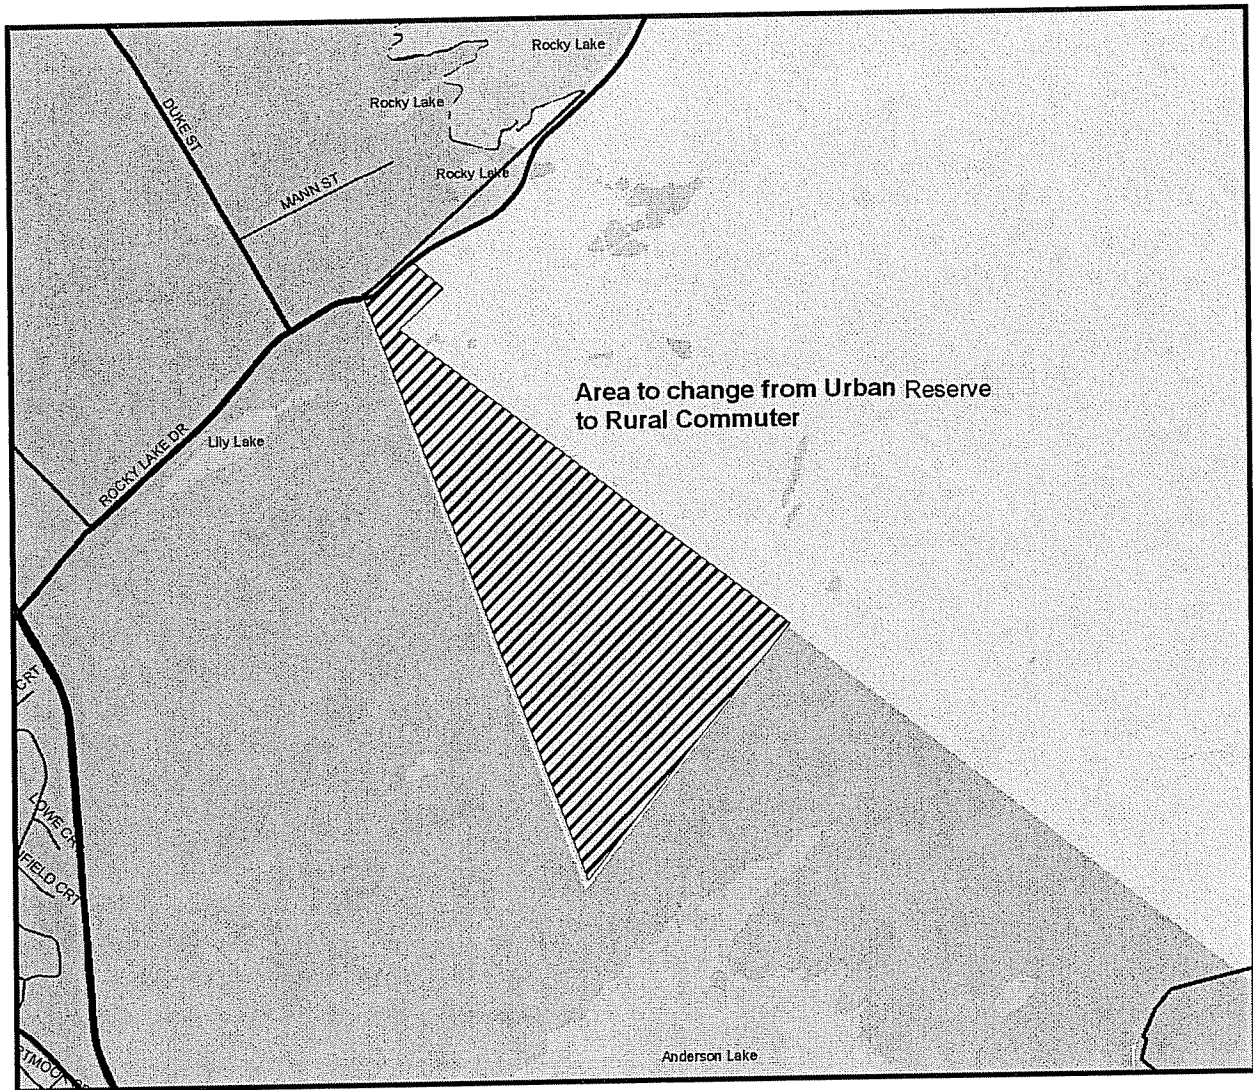 Rocky Lake
Rocky Lake
DUKE ST
Rocky Lake
MANN ST
Area to change from Urban Reserve
to Rural Commuter
Lily Lake
ROCKY LAKE DR
CRT
LOWE CRT
FIELD CRT
Anderson Lake